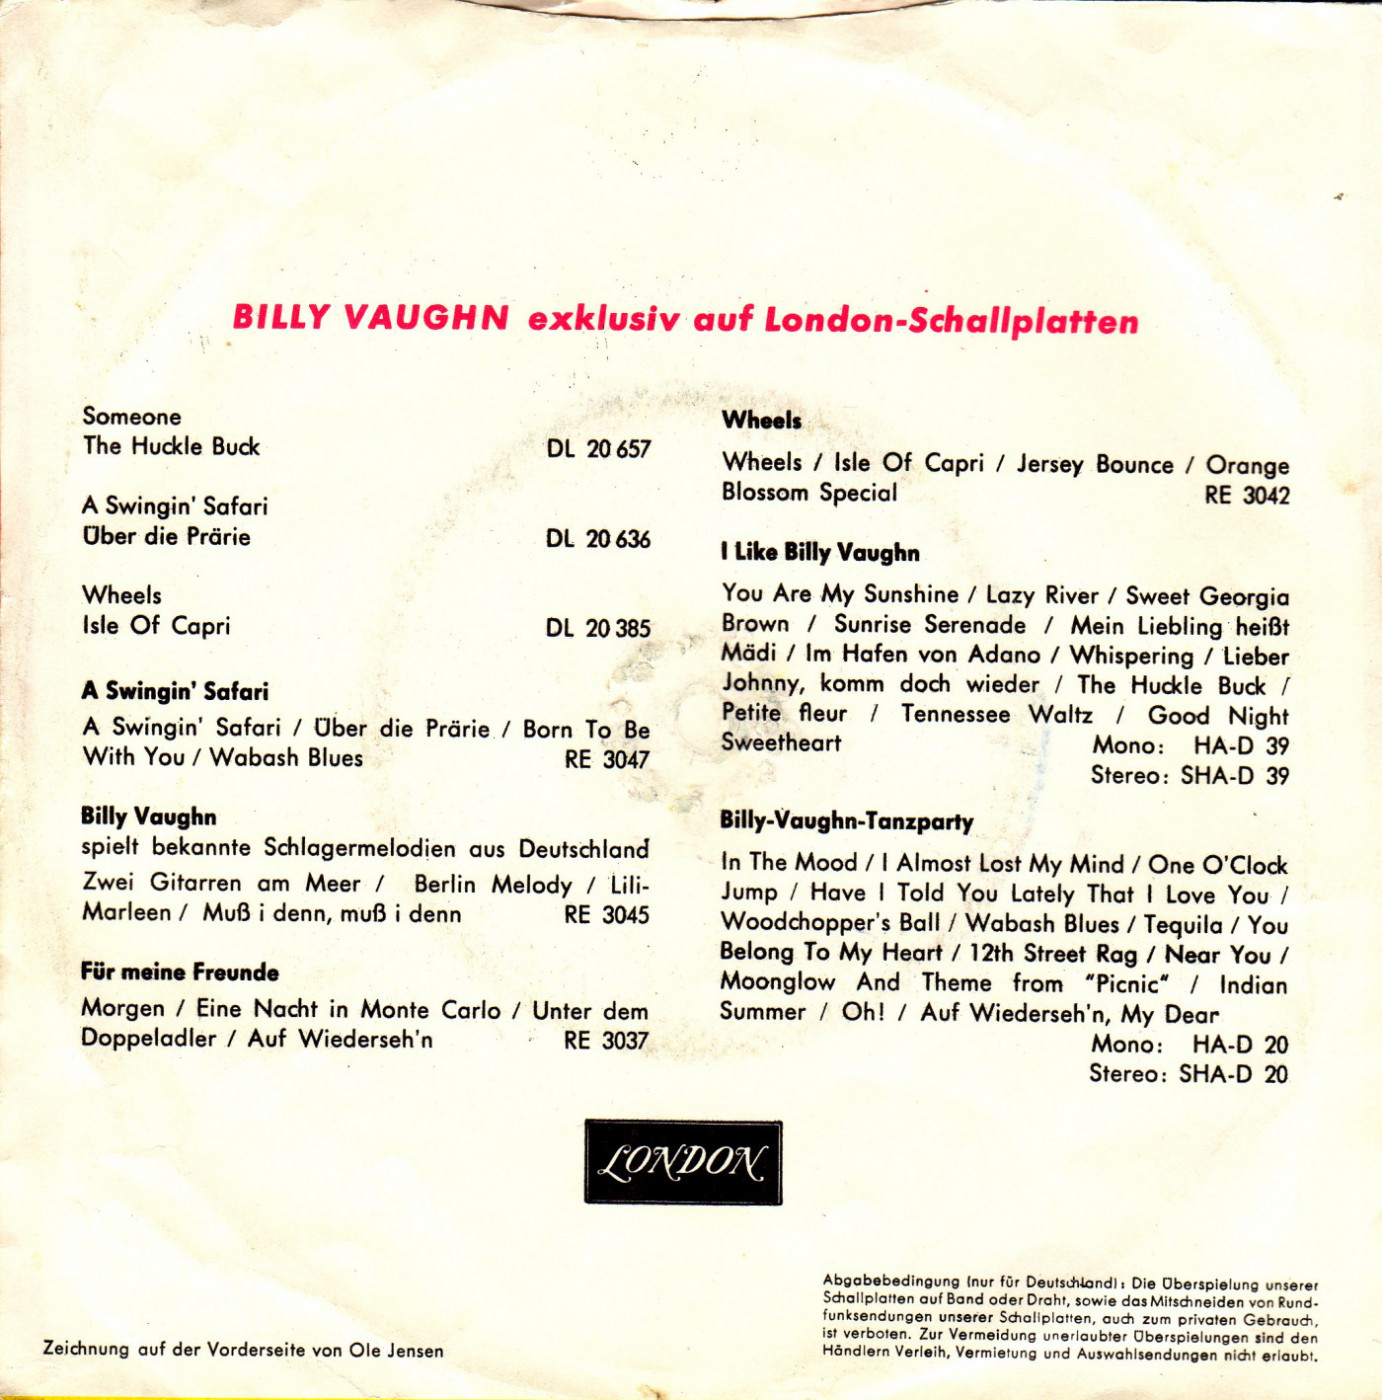 BILLY VAUGHN exklusiv auf London-Schallplatten
Someone
The Huckle Buck DL 20 657
A Swingin' Safari
Über die Prärie DL 20 636
Wheels
Isle Of Capri DL 20 385
A Swingin' Safari
A Swingin' Safari / Über die Prärie / Born To Be
With You / Wabash Blues RE 3047
Billy Vaughn
spielt bekannte Schlagermelodien aus Deutschland
Zwei Gitarren am Meer / Berlin Melody / Lili-
Marleen / Muß i denn, muß i denn RE 3045
Für meine Freunde
Morgen / Eine Nacht in Monte Carlo / Unter dem
Doppeladler / Auf Wiederseh'n RE 3037
Wheels
Wheels / Isle Of Capri / Jersey Bounce / Orange
Blossom Special RE 3042
I Like Billy Vaughn
You Are My Sunshine / Lazy River / Sweet Georgia
Brown / Sunrise Serenade / Mein Liebling heißt
Mädi / Im Hafen von Adano / Whispering / Lieber
Johnny, komm doch wieder / The Huckle Buck /
Petite fleur / Tennessee Waltz / Good Night
Sweetheart Mono: HA-D 39
Stereo: SHA-D 39
Billy-Vaughn-Tanzparty
In The Mood / I Almost Lost My Mind / One O'Clock
Jump / Have I Told You Lately That I Love You /
Woodchopper's Ball / Wabash Blues / Tequila / You
Belong To My Heart / 12th Street Rag / Near You /
Moonglow And Theme from "Picnic" / Indian
Summer / Oh! / Auf Wiederseh'n, My Dear
Mono: HA-D 20
Stereo: SHA-D 20
LONDON
Abgabebedingung (nur für Deutschland): Die Überspielung unserer
Schallplatten auf Band oder Draht, sowie das Mitschneiden von Rund-
funksendungen unserer Schallplatten, auch zum privaten Gebrauch,
ist verboten. Zur Vermeidung unerlaubter Überspielungen sind den
Händlern Verleih, Vermietung und Auswahlsendungen nicht erlaubt.
Zeichnung auf der Vorderseite von Ole Jensen